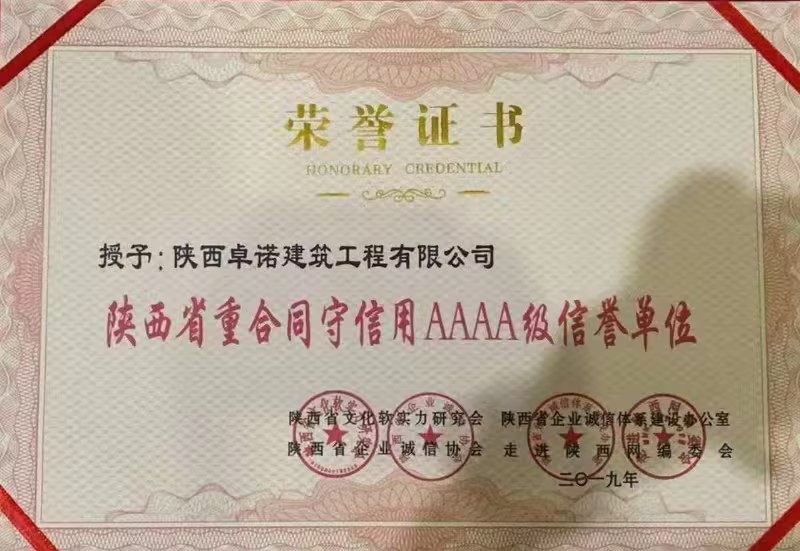 荣誉证书
HONORARY CREDENTIAL
授予:陕西卓诺建筑工程有限公司
陕西省重合同守信用AAAA级信誉单位
陕西省文化软实力研究会 陕西省企业诚信体系建设办公室
陕西省企业诚信协会 走进陕西网编委会
二〇一九年